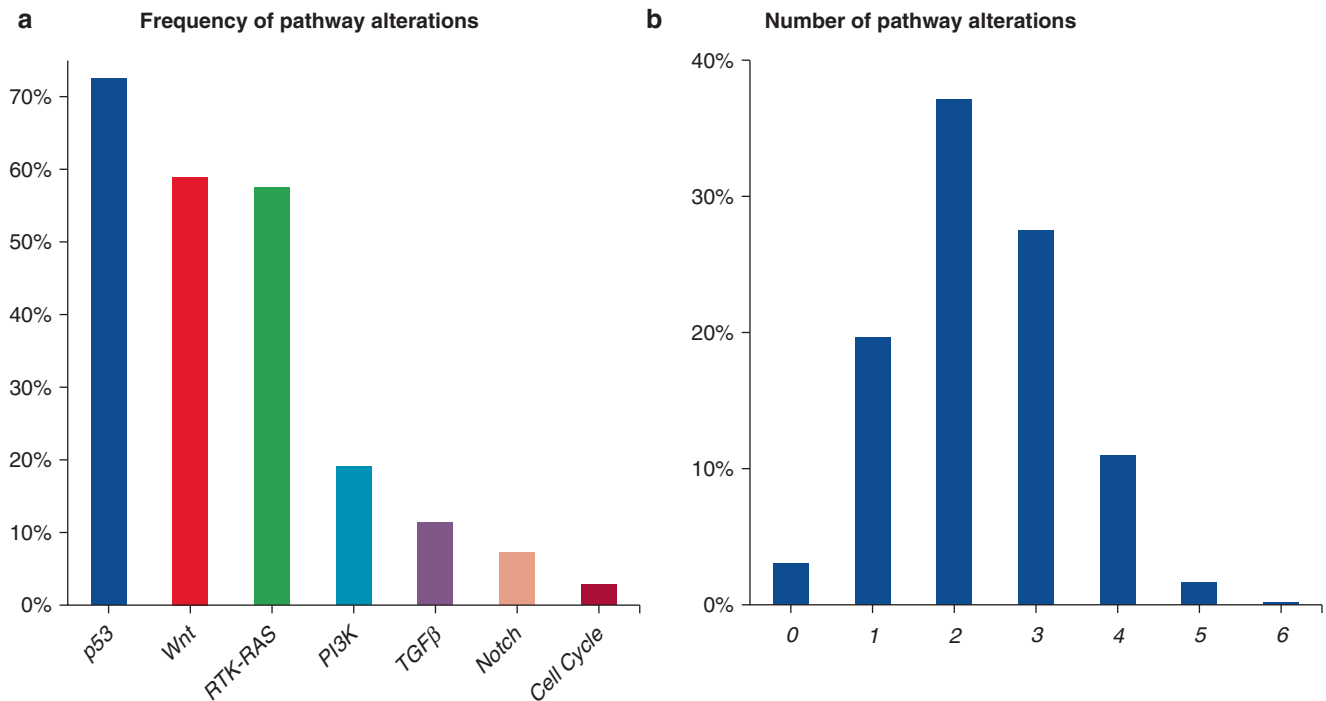 a Frequency of pathway alterations
70%
60%
50%
40%
30%
20%
10%
0%
p53
Wnt
RTK-RAS
PI3K
TGFβ
Notch
Cell Cycle
b Number of pathway alterations
40%
30%
20%
10%
0%
0 1 2 3 4 5 6